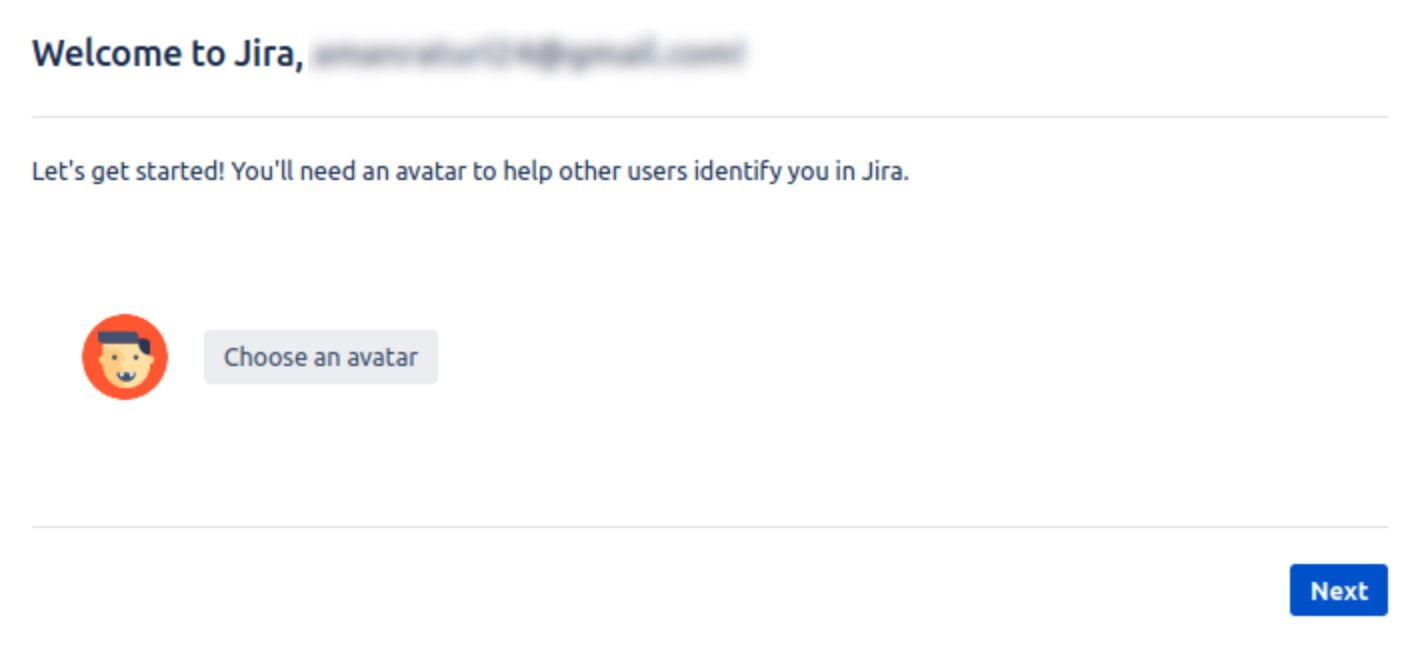 Welcome to Jira,
Let's get started! You'll need an avatar to help other users identify you in Jira.
Choose an avatar
Next